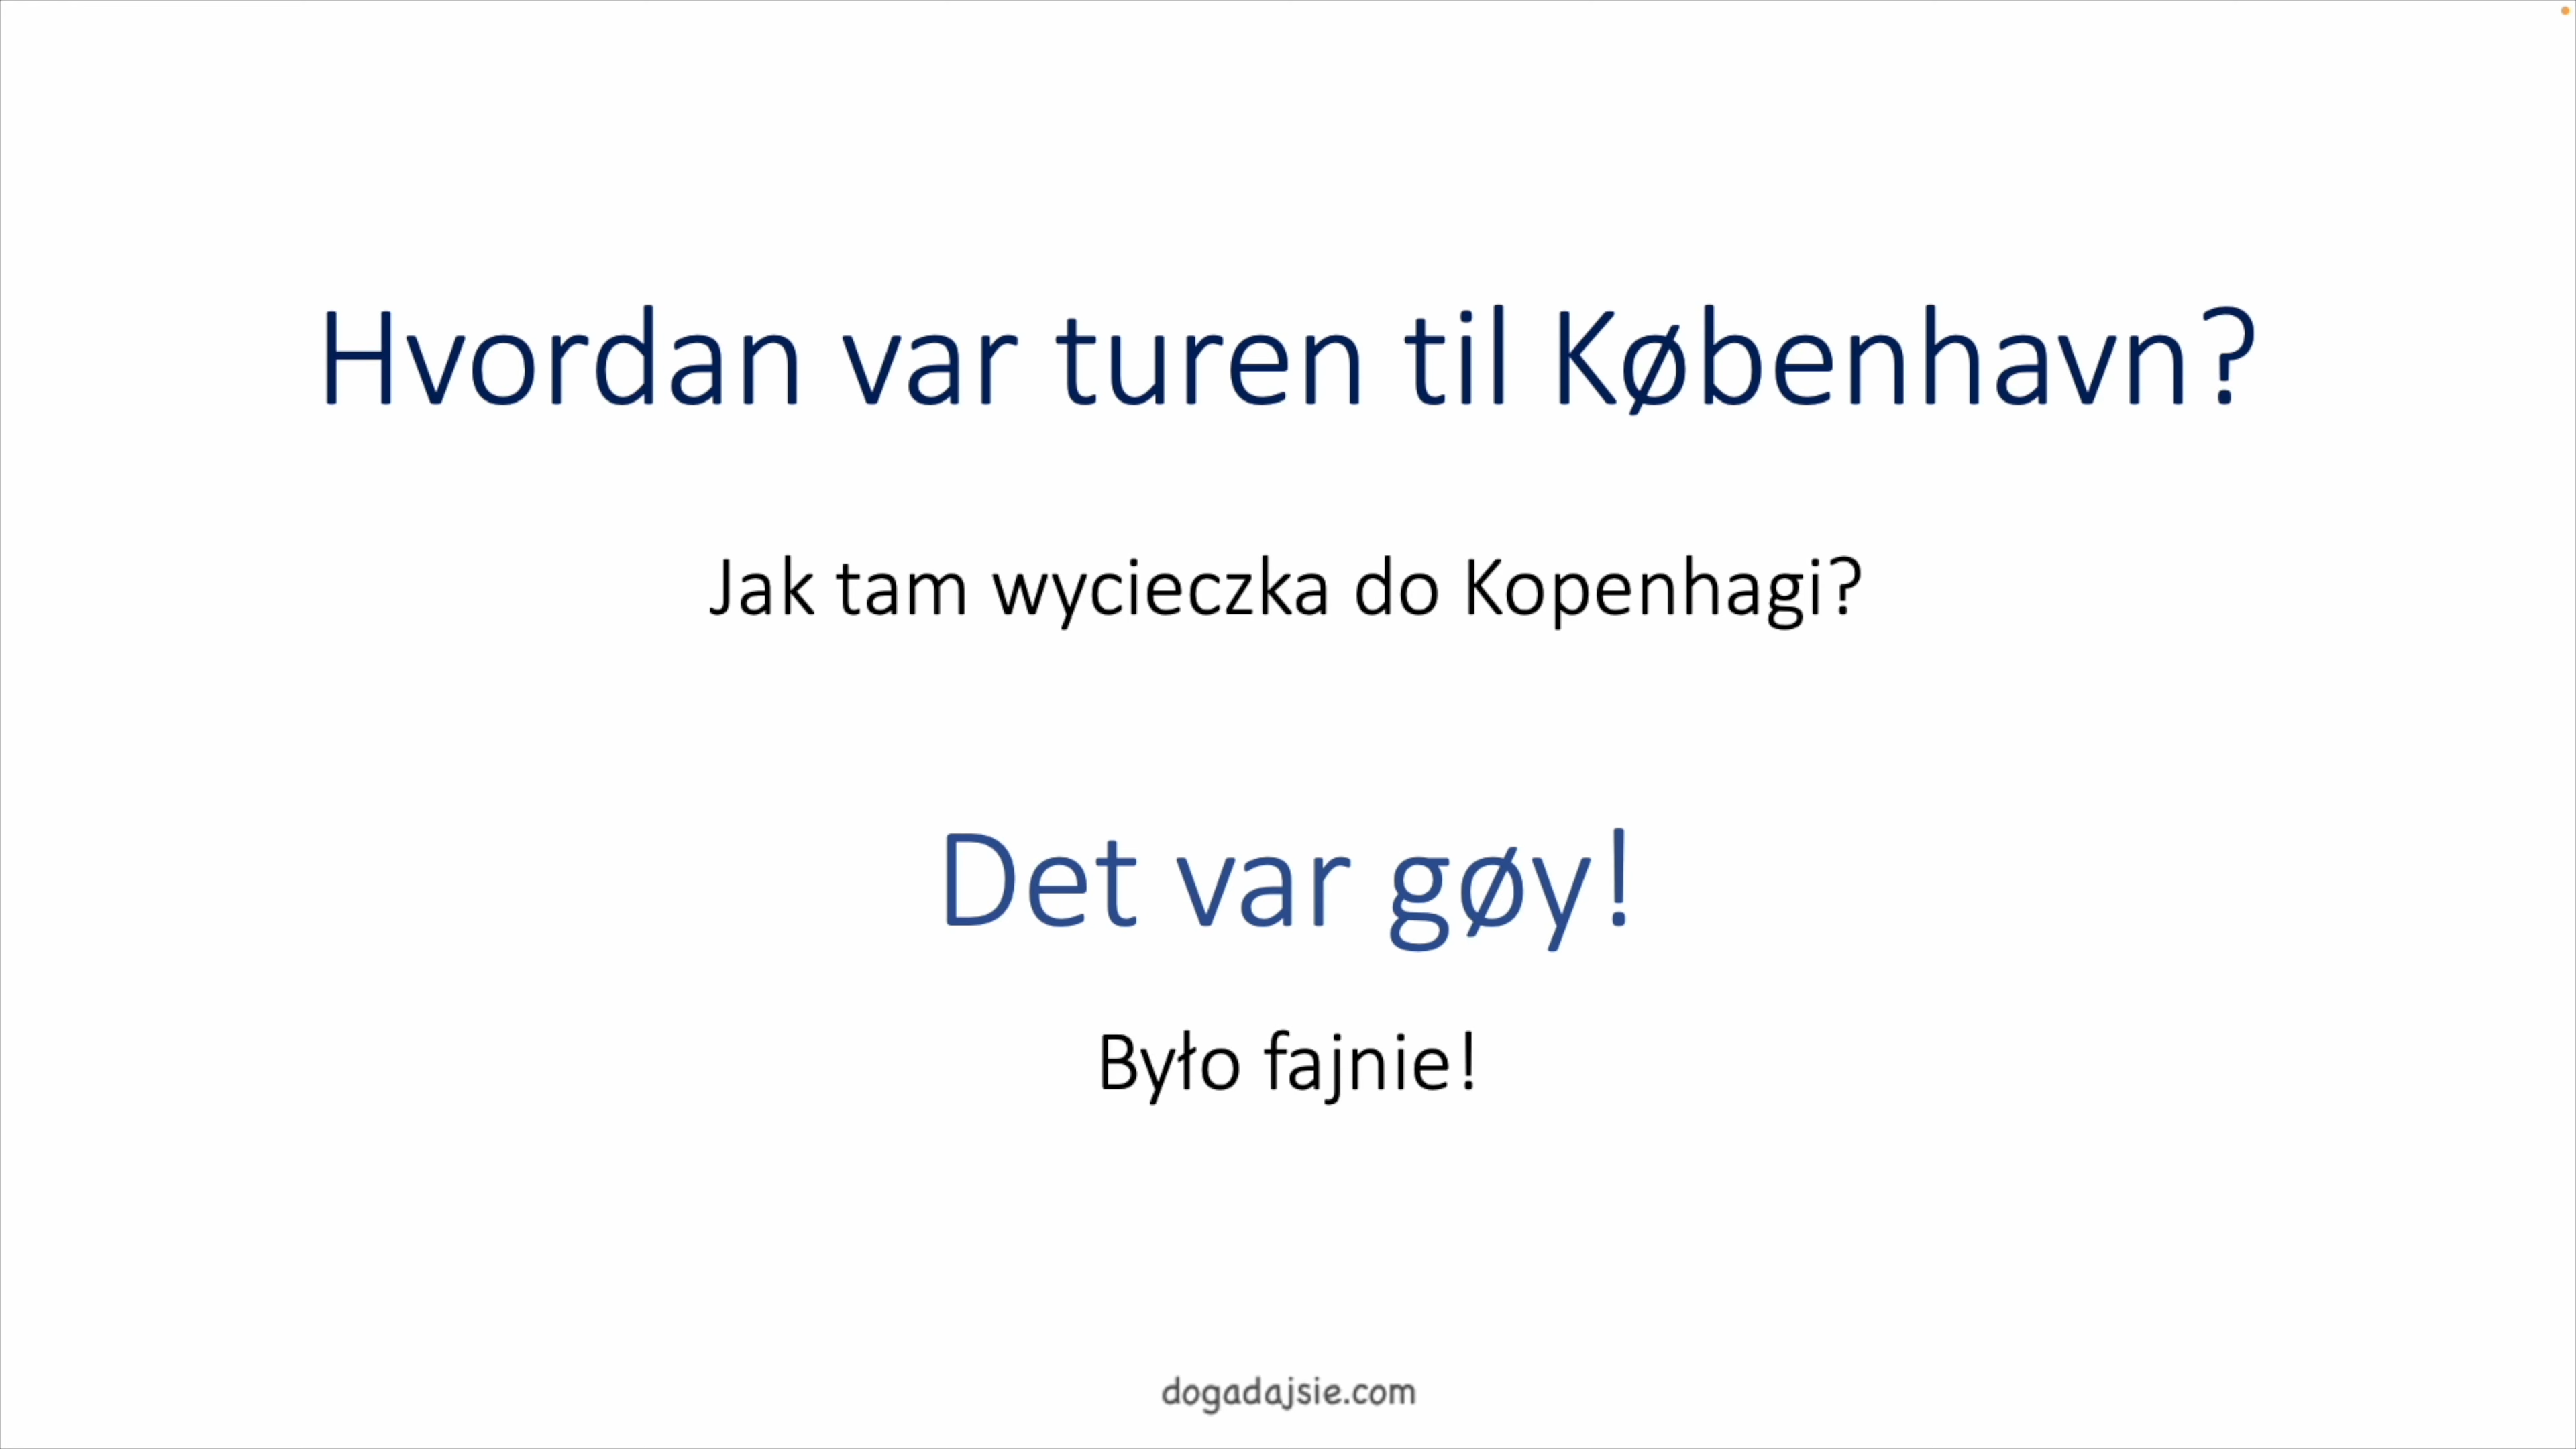 Hvordan var turen til København?
Jak tam wycieczka do Kopenhagi?
Det var gøy!
Było fajnie!
dogadajsie.com